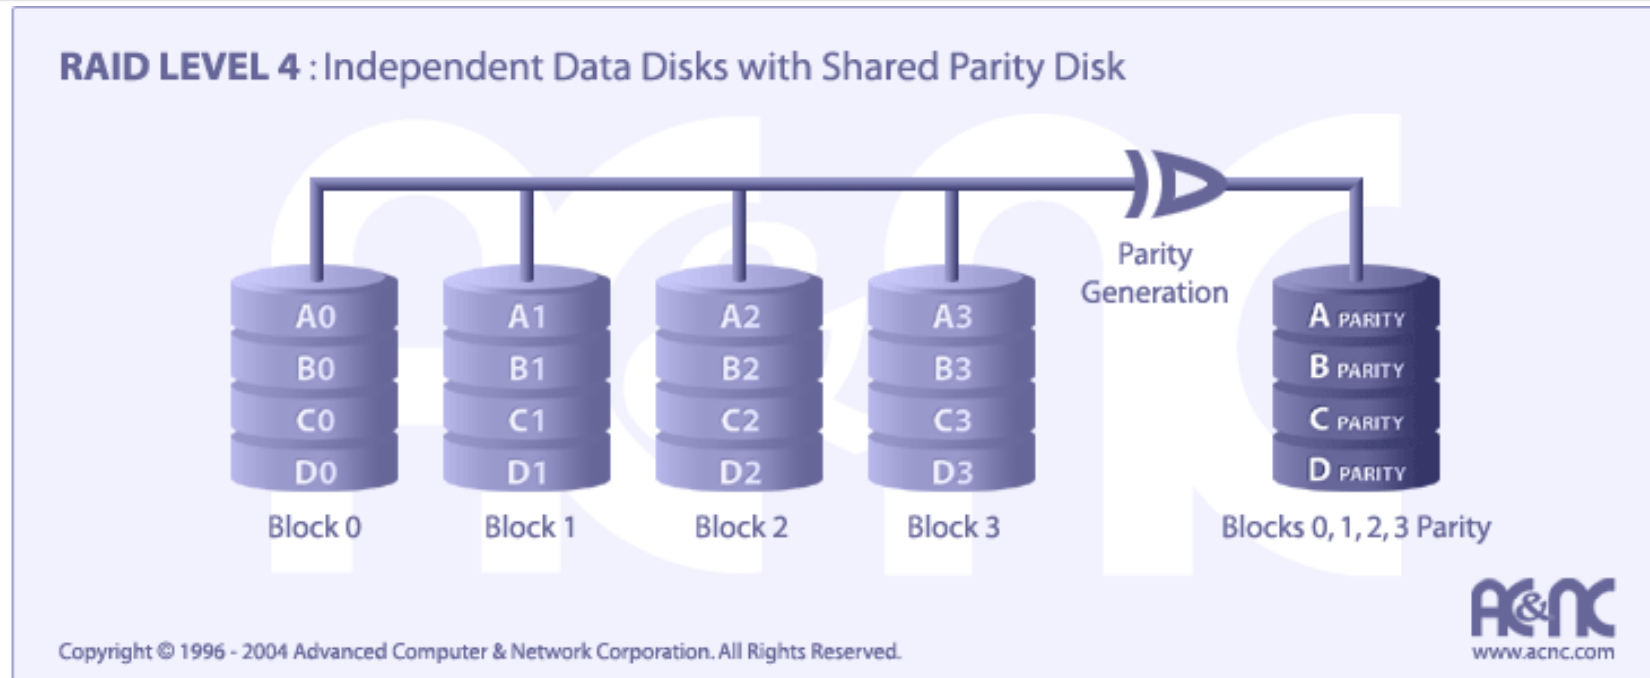 RAID LEVEL 4 : Independent Data Disks with Shared Parity Disk
Parity
Generation
A0 A1 A2 A3 A PARITY
B0 B1 B2 B3 B PARITY
C0 C1 C2 C3 C PARITY
D0 D1 D2 D3 D PARITY
Block 0 Block 1 Block 2 Block 3 Blocks 0, 1, 2, 3 Parity
AC&NC
www.acnc.com
Copyright © 1996 - 2004 Advanced Computer & Network Corporation. All Rights Reserved.